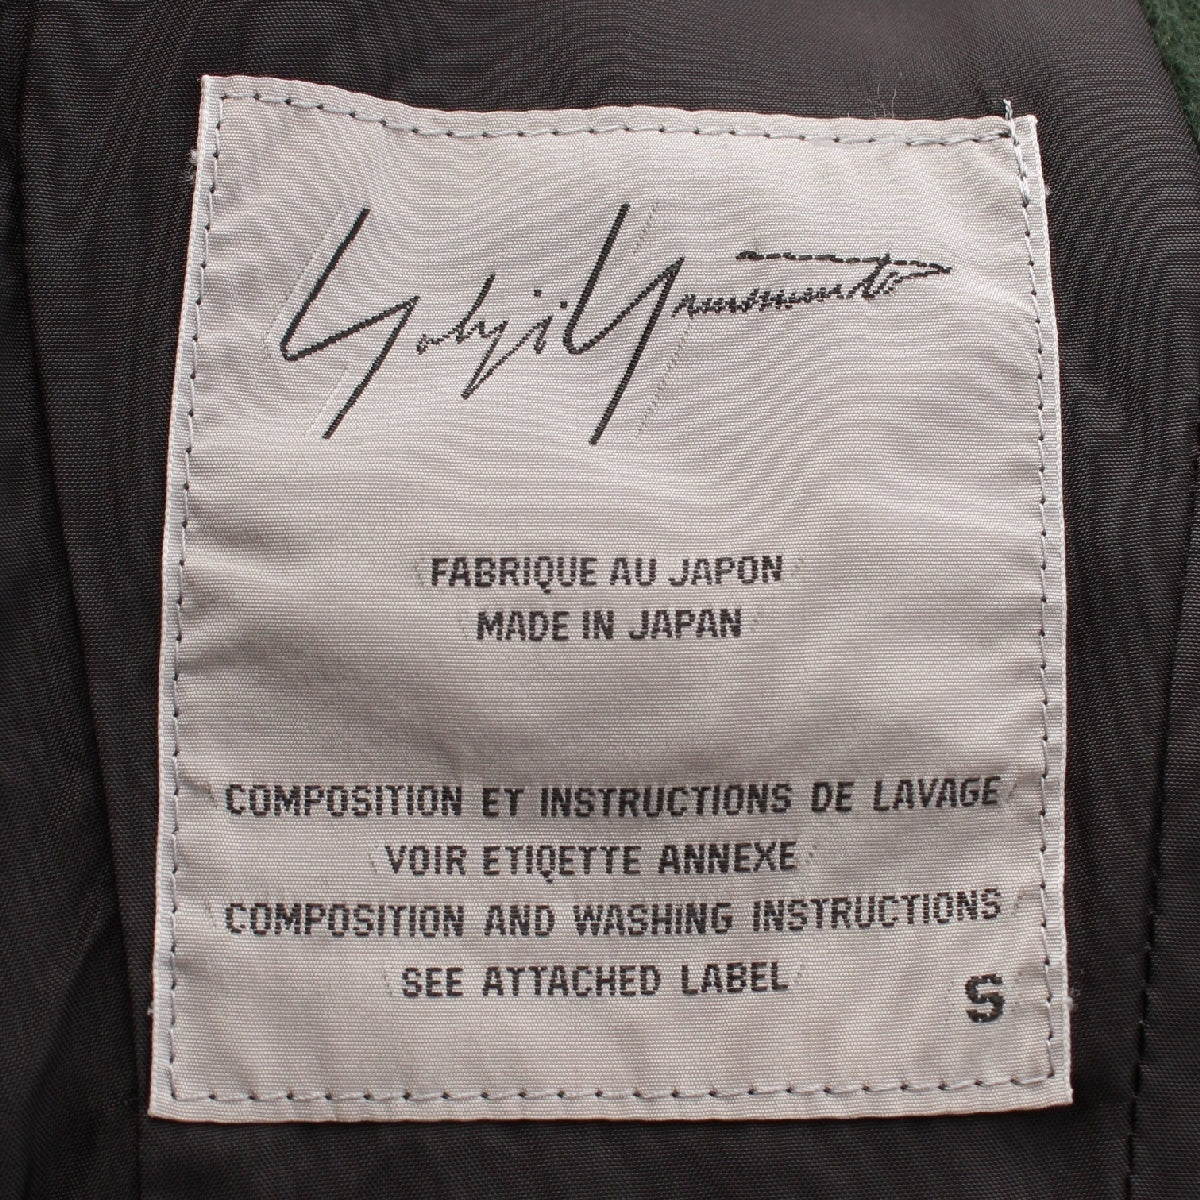 Yohji Yamamoto
FABRIQUE AU JAPON
MADE IN JAPAN
COMPOSITION ET INSTRUCTIONS DE LAVAGE
VOIR ETIQETTE ANNEXE
COMPOSITION AND WASHING INSTRUCTIONS
SEE ATTACHED LABEL
S